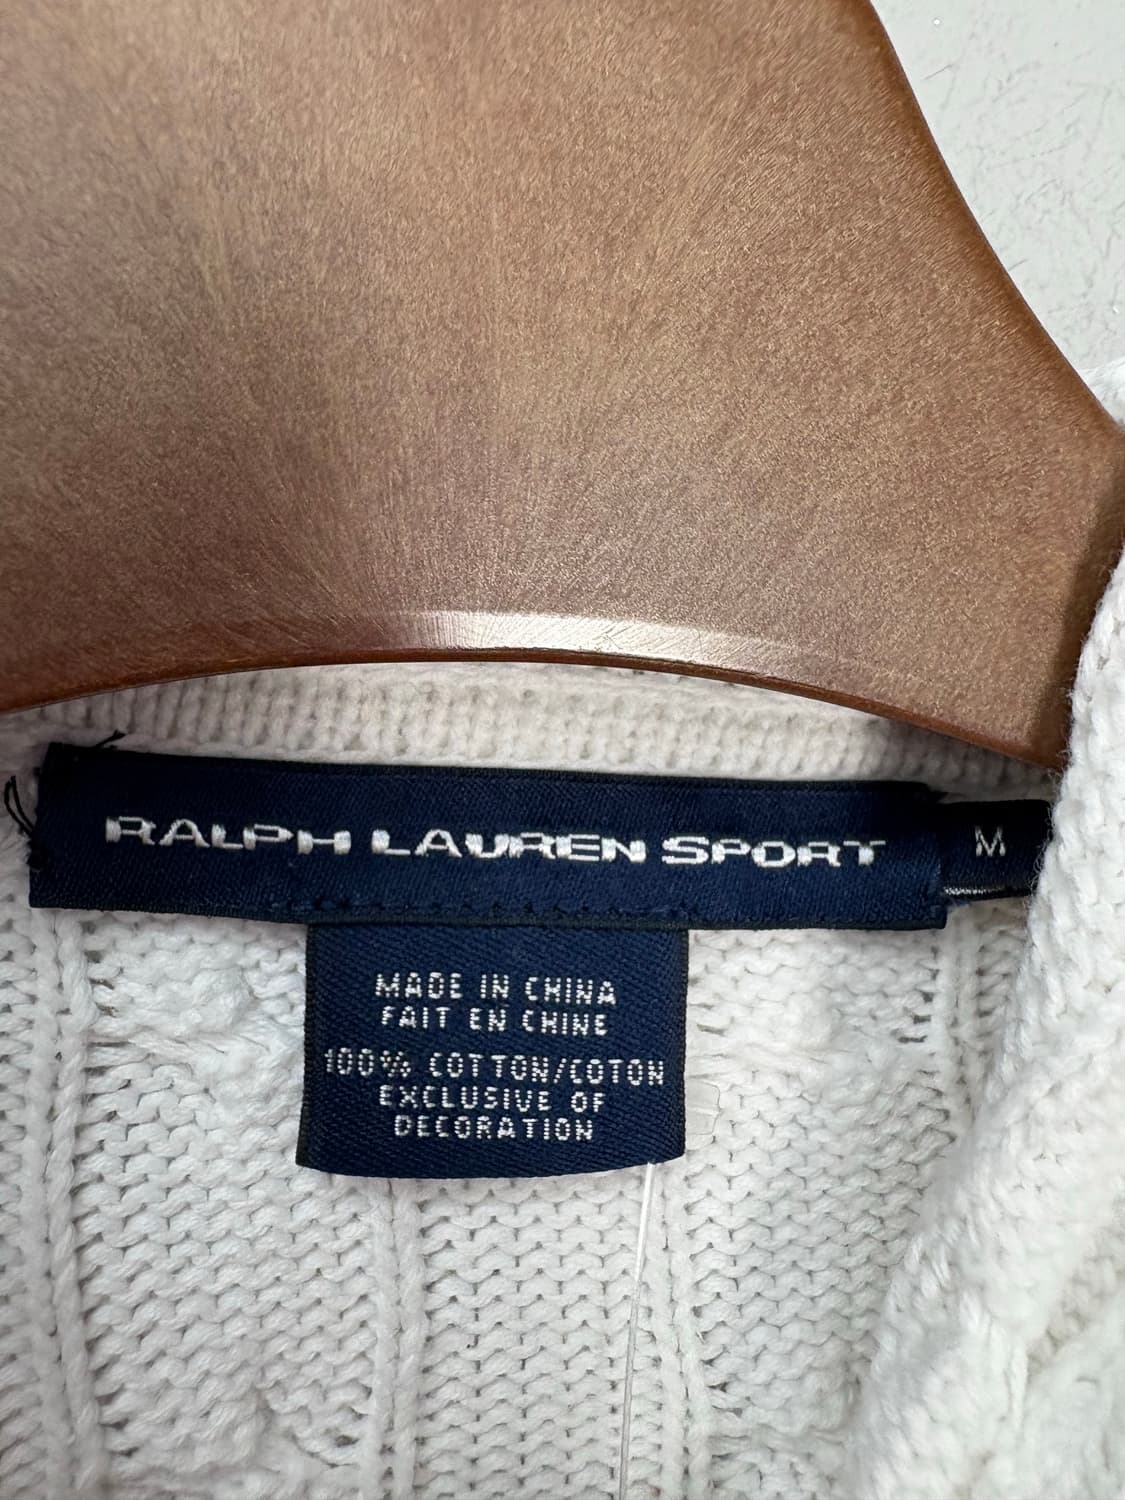 RALPH LAUREN SPORT
M
MADE IN CHINA
FAIT EN CHINE
100% COTTON/COTON
EXCLUSIVE OF
DECORATION